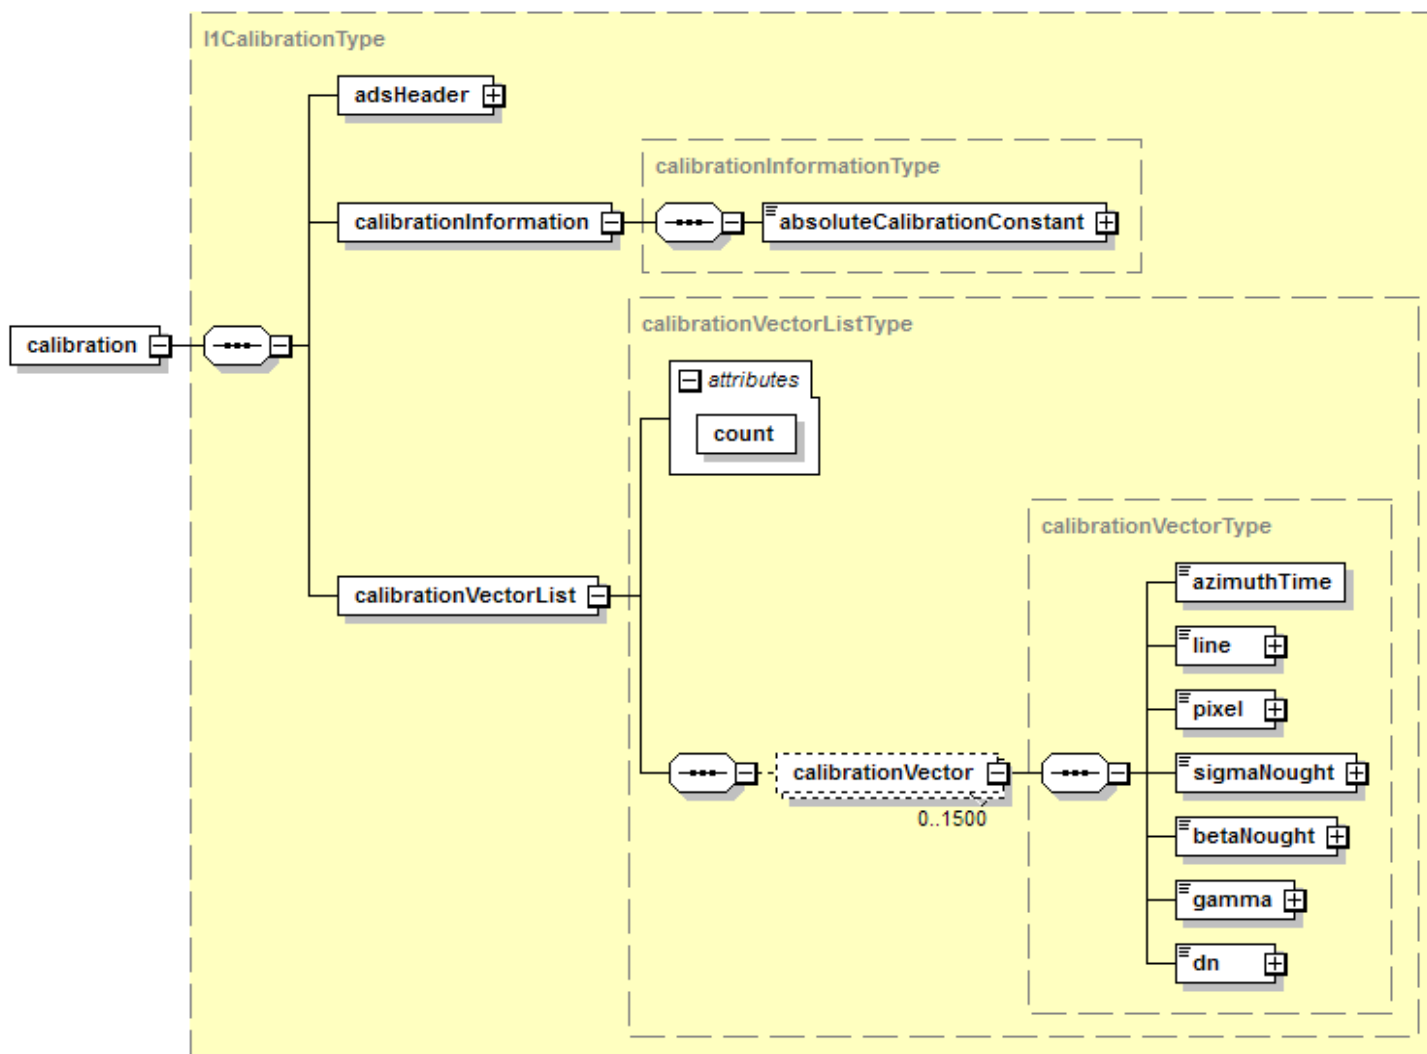 l1CalibrationType
adsHeader
calibrationInformationType
calibrationInformation
absoluteCalibrationConstant
calibration
calibrationVectorListType
attributes
count
calibrationVectorType
calibrationVectorList
azimuthTime
line
pixel
calibrationVector
0..1500
sigmaNought
betaNought
gamma
dn